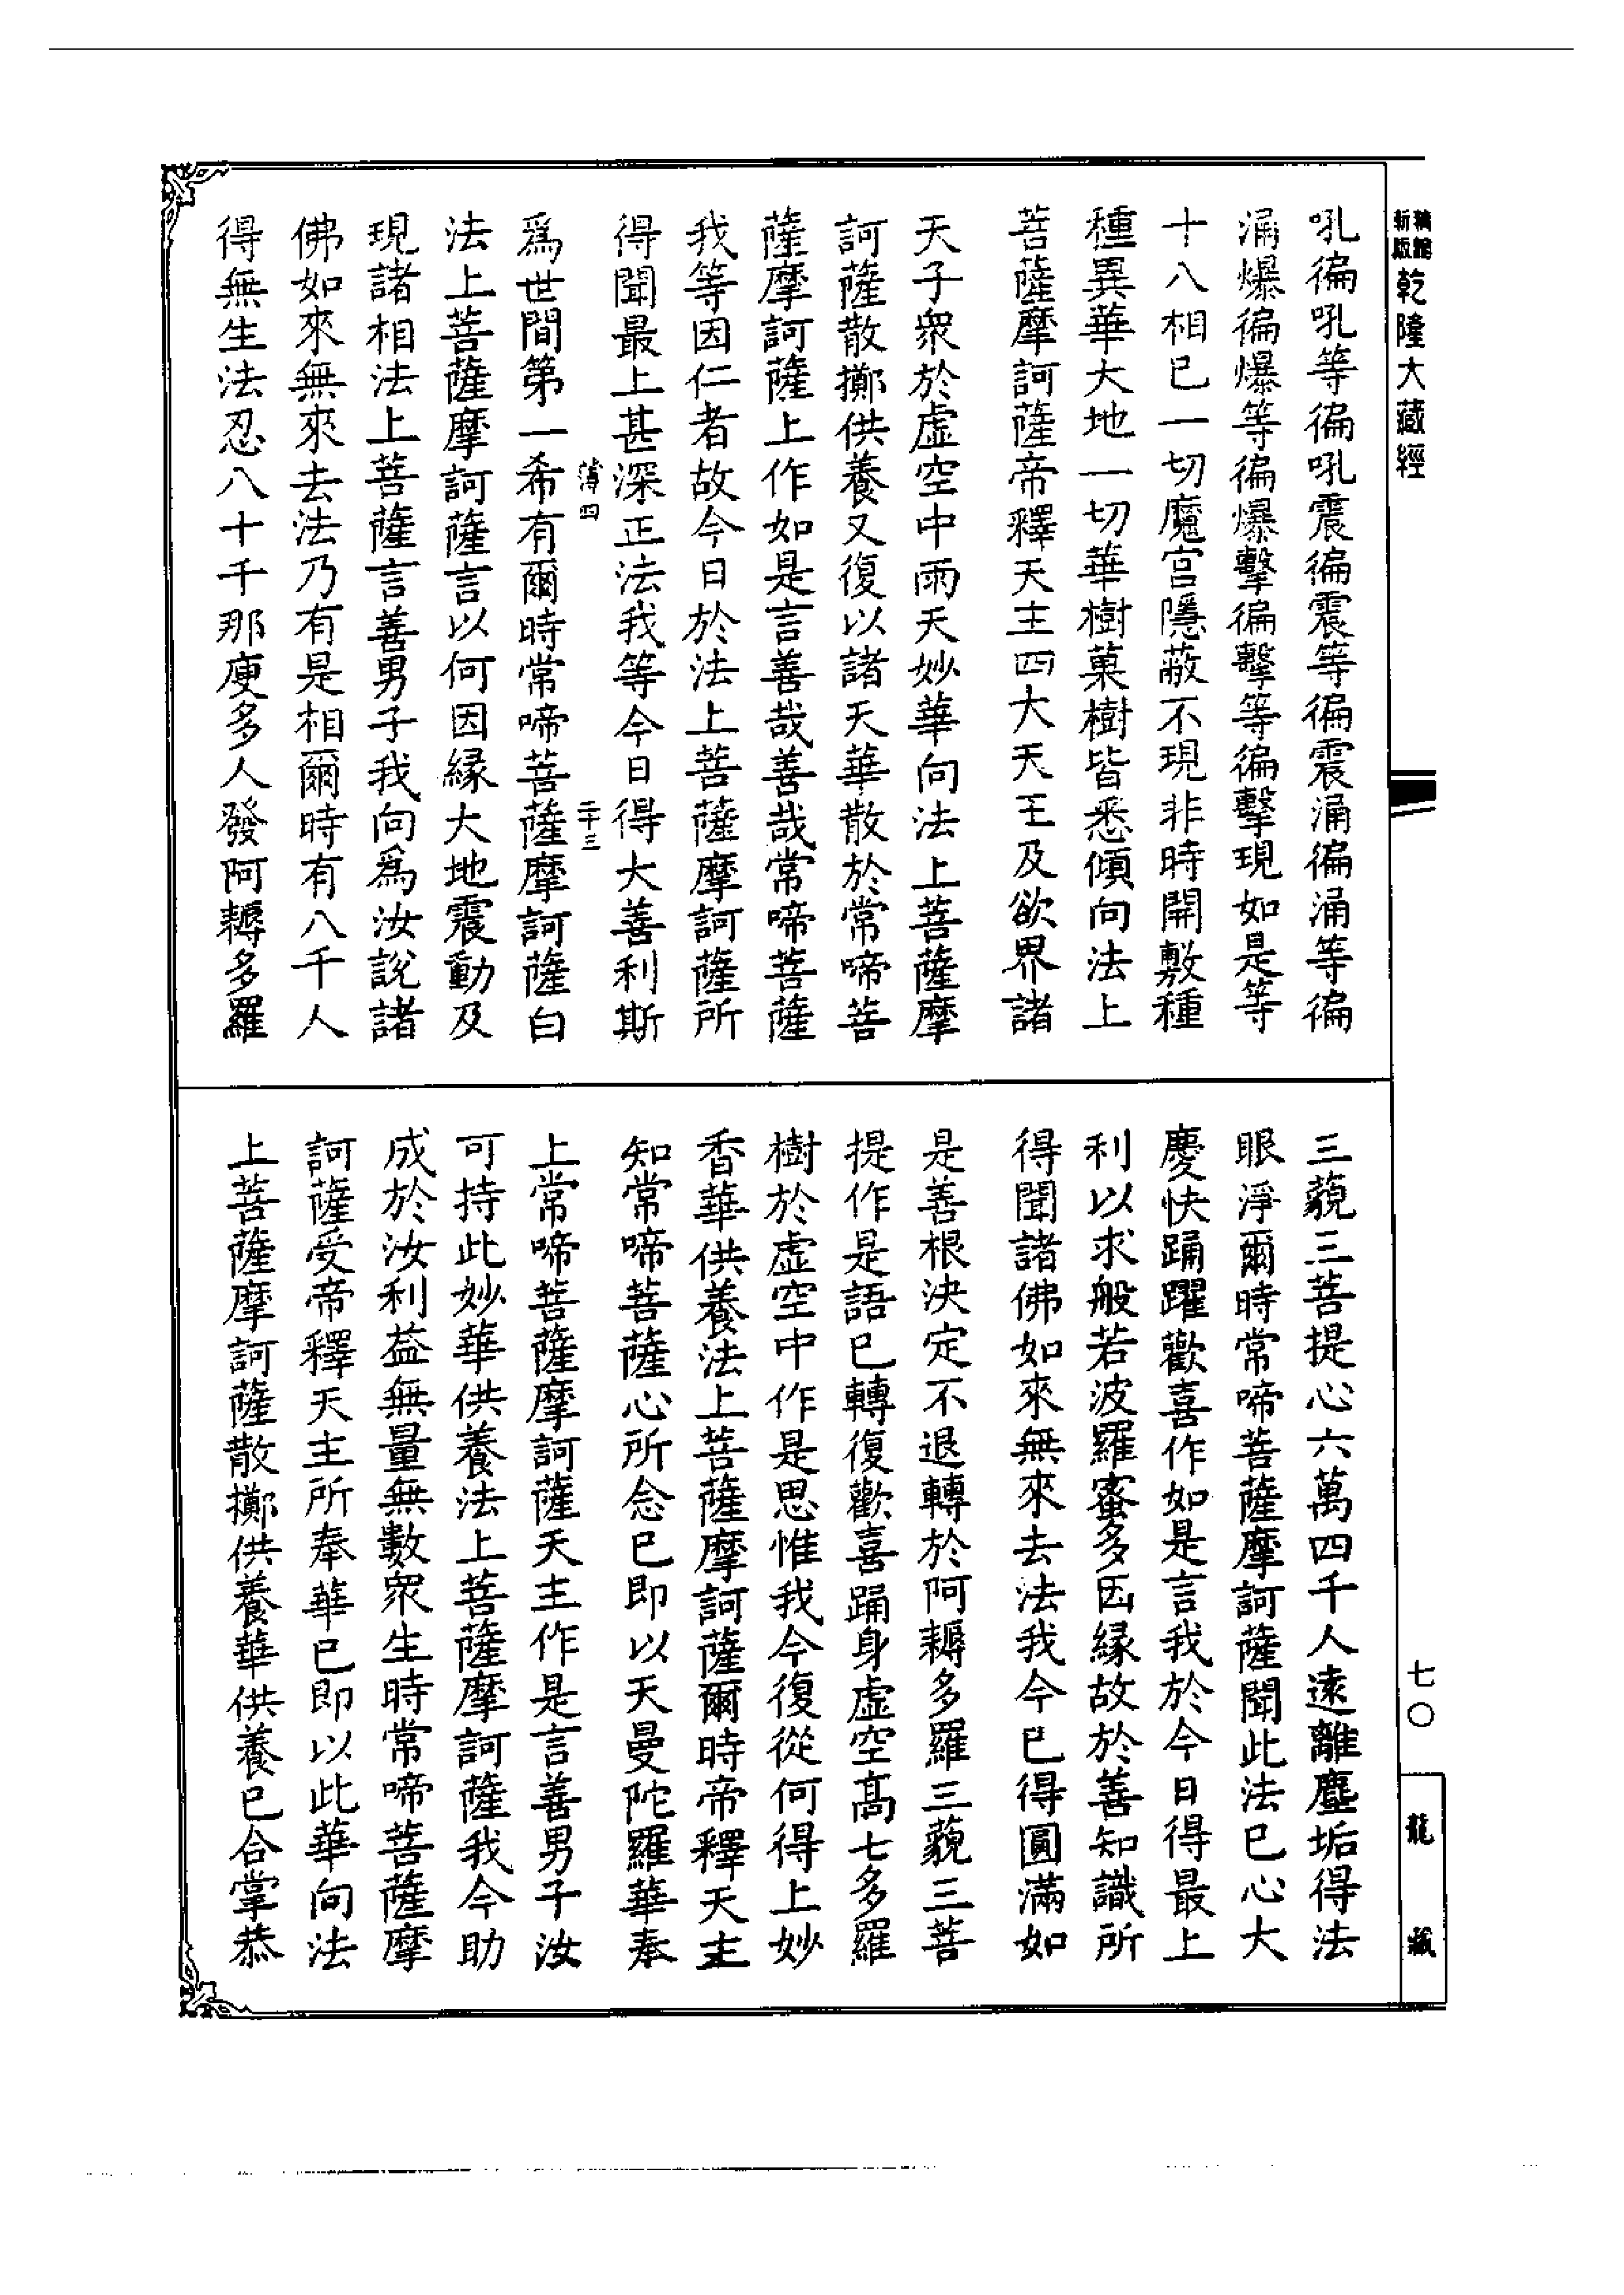 乾隆大藏經
吼徧吼等徧吼震徧震等徧震涌徧涌等徧
涌爆徧爆等徧爆擊徧擊等徧擊現如是等
十八相已一切魔宮隱蔽不現非時開敷種
種異華大地一切華樹菓樹皆悉傾向法上
菩薩摩訶薩帝釋天主四大天王及欲界諸
天子眾於虛空中雨天妙華向法上菩薩摩
訶薩散擲供養又復以諸天華散於常啼菩
薩摩訶薩上作如是言善哉善哉常啼菩薩
我等因仁者故今日於法上菩薩摩訶薩所
得聞最上甚深正法我等今日得大善利斯
薄四 二十三
爲世間第一希有爾時常啼菩薩摩訶薩白
法上菩薩摩訶薩言以何因緣大地震動及
現諸相法上菩薩言善男子我向爲汝說諸
佛如來無來去法乃有是相爾時有八千人
得無生法忍八十千那庾多人發阿耨多羅
三藐三菩提心六萬四千人遠離塵垢得法
眼淨爾時常啼菩薩摩訶薩聞此法已心大
慶快踊躍歡喜作如是言我於今日得最上
利以求般若波羅蜜多因緣故於善知識所
得聞諸佛如來無來去法我今已得圓滿如
是善根決定不退轉於阿耨多羅三藐三菩
提作是語已轉復歡喜踊身虛空高七多羅
樹於虛空中作是思惟我今復從何得上妙
香華供養法上菩薩摩訶薩爾時帝釋天主
知常啼菩薩心所念已即以天曼陀羅華奉
上常啼菩薩摩訶薩天主作是言善男子汝
可持此妙華供養法上菩薩摩訶薩我今助
成於汝利益無量無數眾生時常啼菩薩摩
訶薩受帝釋天主所奉華已即以此華向法
上菩薩摩訶薩散擲供養華供養已合掌恭
七〇
龍藏